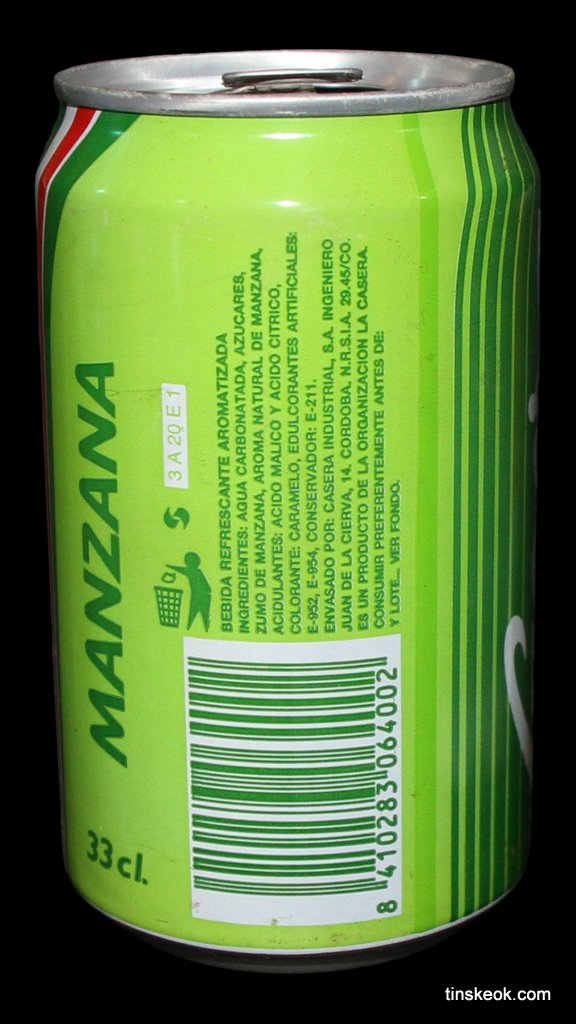 MANZANA
33 cl.
3 A 20 E 1
BEBIDA REFRESCANTE AROMATIZADA
INGREDIENTES: AGUA CARBONATADA, AZUCARES,
ZUMO DE MANZANA, AROMA NATURAL DE MANZANA,
ACIDULANTES: ACIDO MALICO Y ACIDO CITRICO,
COLORANTE: CARAMELO, EDULCORANTES ARTIFICIALES:
E-952, E-954, CONSERVADOR: E-211.
ENVASADO POR: CASERA INDUSTRIAL, S.A. INGENIERO
JUAN DE LA CIERVA, 14. CORDOBA. N.R.S.I.A. 29.45/CO.
ES UN PRODUCTO DE LA ORGANIZACION LA CASERA.
CONSUMIR PREFERENTEMENTE ANTES DE:
Y LOTE... VER FONDO.
8 410283 064002
tinskeok.com